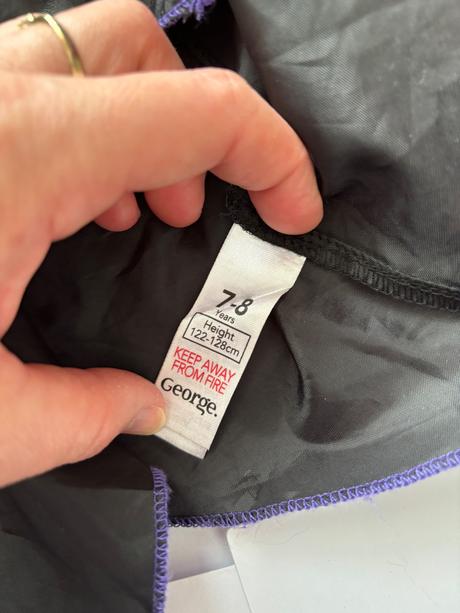 7-8
Years
Height
122-128cm
KEEP AWAY
FROM FIRE
George.